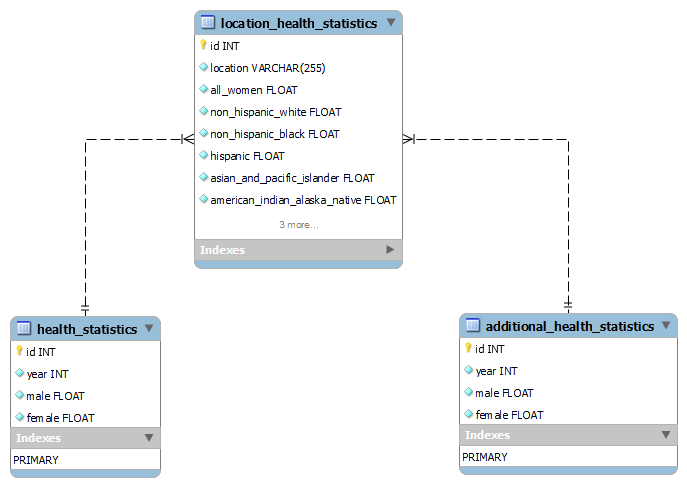 location_health_statistics
id INT
location VARCHAR(255)
all_women FLOAT
non_hispanic_white FLOAT
non_hispanic_black FLOAT
hispanic FLOAT
asian_and_pacific_islander FLOAT
american_indian_alaska_native FLOAT
3 more...
Indexes
health_statistics
id INT
year INT
male FLOAT
female FLOAT
Indexes
PRIMARY
additional_health_statistics
id INT
year INT
male FLOAT
female FLOAT
Indexes
PRIMARY